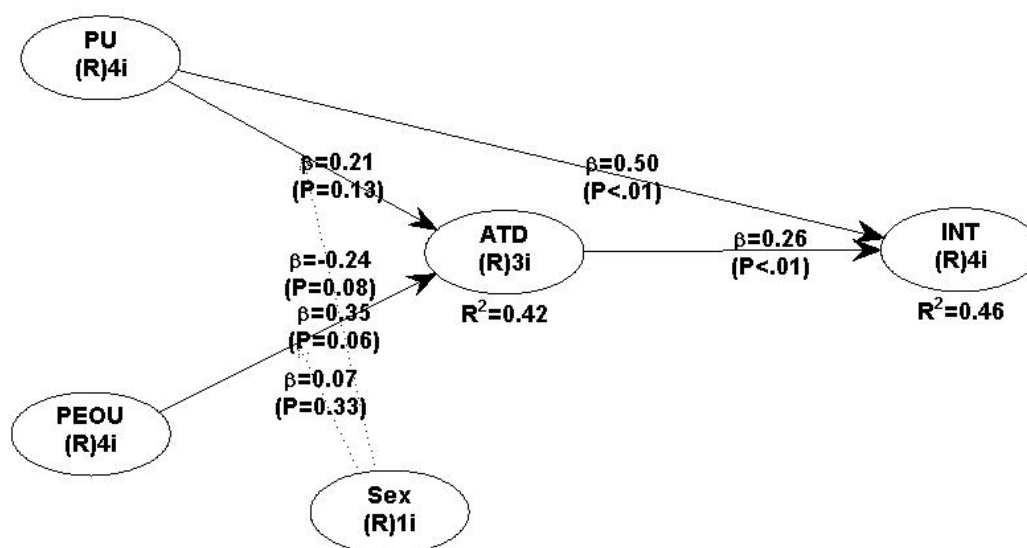 PU
(R)4i
β=0.21
(P=0.13)
β=0.50
(P<.01)
ATD
(R)3i
R²=0.42
β=0.26
(P<.01)
INT
(R)4i
R²=0.46
β=-0.24
(P=0.08)
β=0.35
(P=0.06)
β=0.07
(P=0.33)
PEOU
(R)4i
Sex
(R)1i